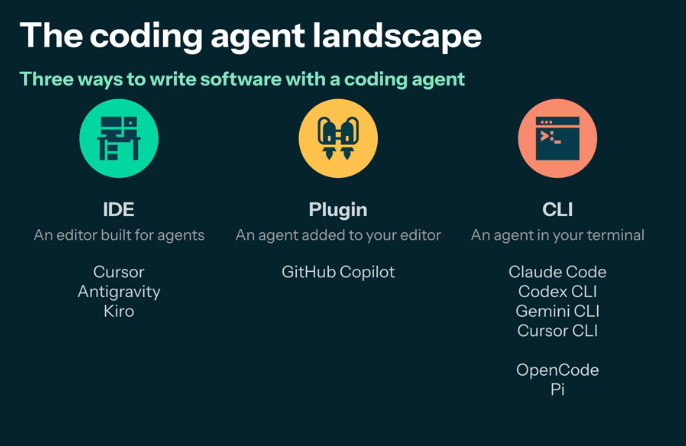 The coding agent landscape
Three ways to write software with a coding agent
IDE
An editor built for agents
Cursor
Antigravity
Kiro
Plugin
An agent added to your editor
GitHub Copilot
CLI
An agent in your terminal
Claude Code
Codex CLI
Gemini CLI
Cursor CLI
OpenCode
Pi